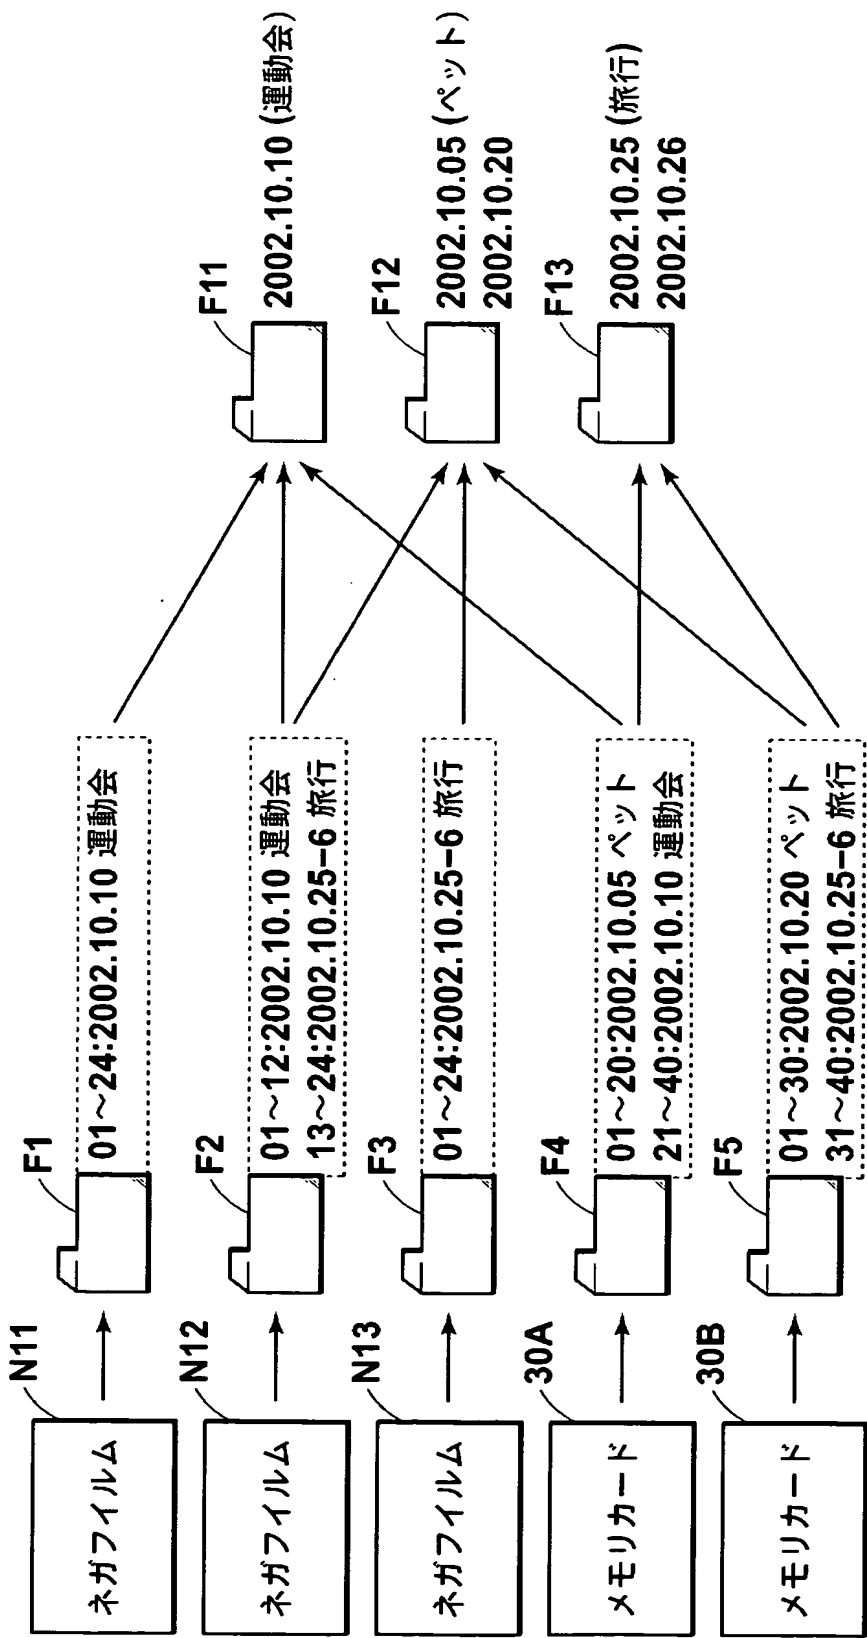 N11
ネガフイルム
F1
01～24:2002.10.10 運動会
N12
ネガフイルム
F2
01～12:2002.10.10 運動会
13～24:2002.10.25-6 旅行
N13
ネガフイルム
F3
01～24:2002.10.25-6 旅行
30A
メモリカード
F4
01～20:2002.10.05 ペット
21～40:2002.10.10 運動会
30B
メモリカード
F5
01～30:2002.10.20 ペット
31～40:2002.10.25-6 旅行
F11
2002.10.10 (運動会)
F12
2002.10.05 (ペット)
2002.10.20
F13
2002.10.25 (旅行)
2002.10.26